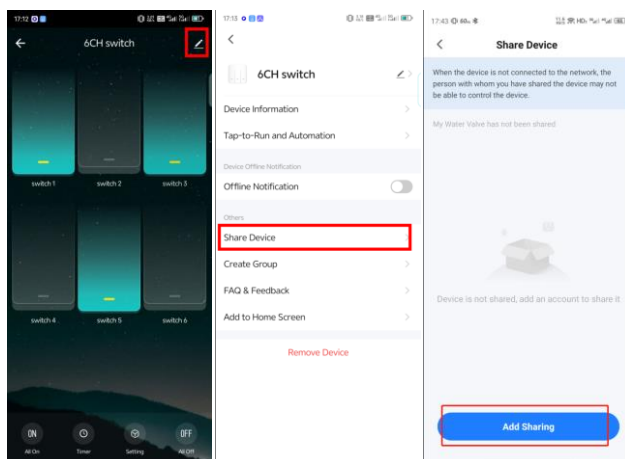 17:12
6CH switch
switch 1
switch 2
switch 3
switch 4
switch 5
switch 6
ON
OFF
All On
Timer
Setting
All Off
17:13
6CH switch
Device Information
Tap-to-Run and Automation
Device Offline Notification
Offline Notification
Others
Share Device
Create Group
FAQ & Feedback
Add to Home Screen
Remove Device
17:43
Share Device
When the device is not connected to the network, the
person with whom you have shared the device may not
be able to control the device.
My Water Valve has not been shared
Device is not shared, add an account to share it
Add Sharing